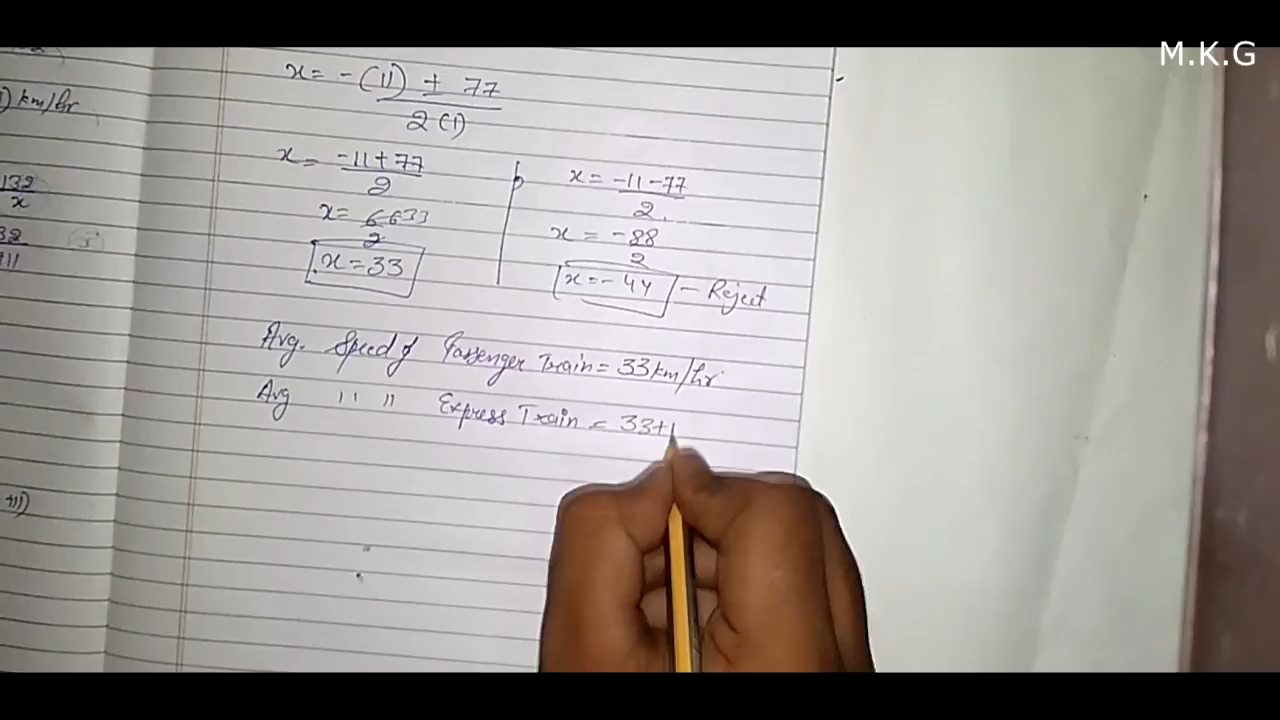 M.K.G
) km/hr
132
x
32
+11
+11)
x = -(11) ± 77
2(1)
x = -11+77
2
x = 66 33
2
x = 33
x = -11-77
2
x = -88
2
x = -44 - Reject
Avg. Speed of Passenger Train = 33 km/hr
Avg " " Express Train = 33+1